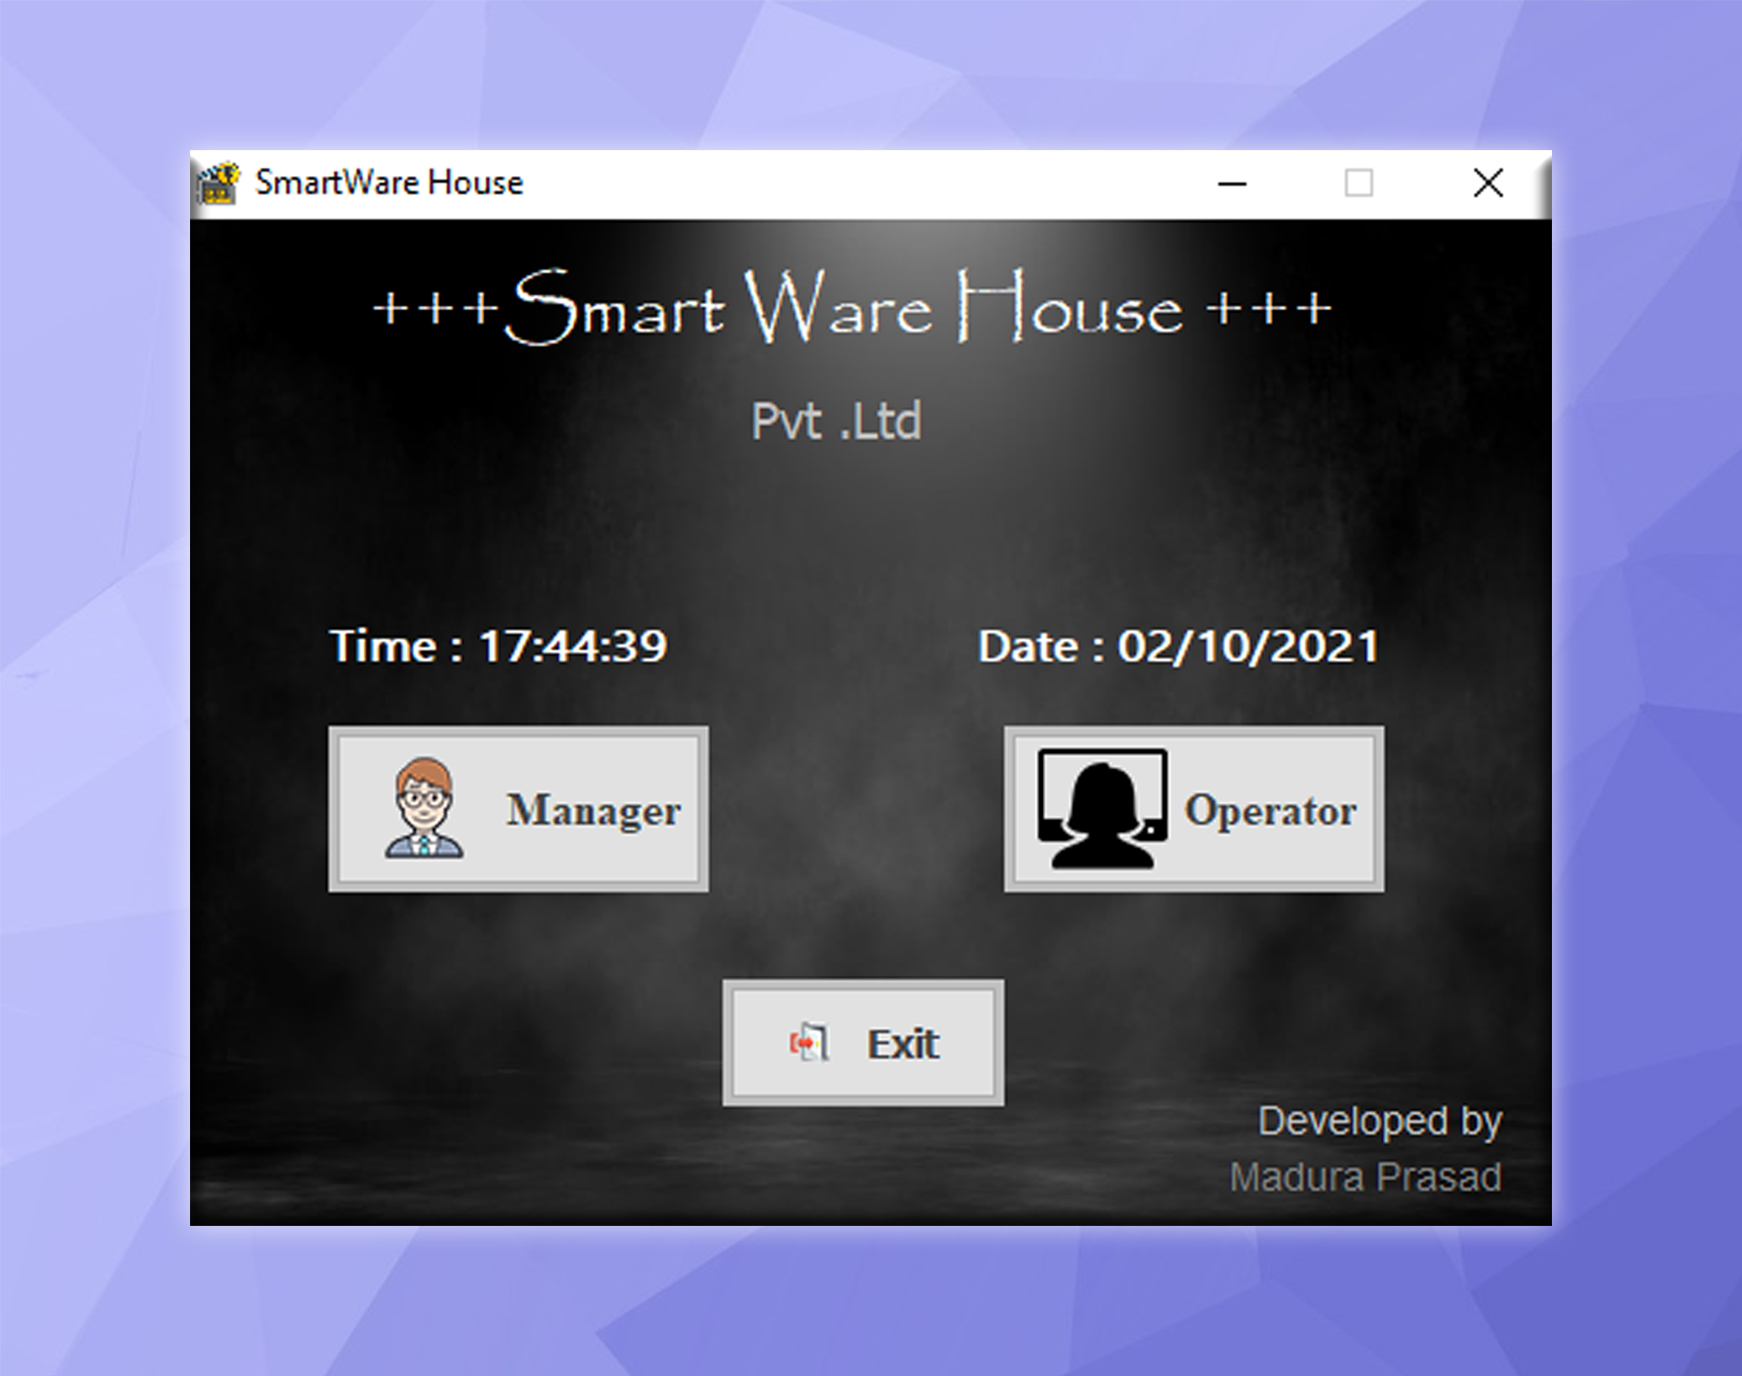 SmartWare House
+++Smart Ware House +++
Pvt .Ltd
Time : 17:44:39
Date : 02/10/2021
Manager
Operator
Exit
Developed by
Madura Prasad